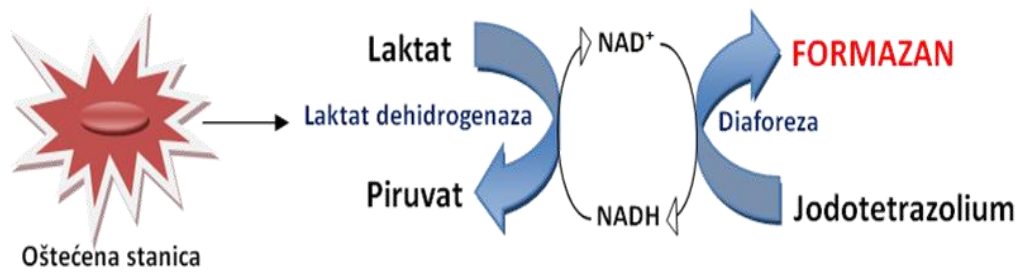 Laktat
NAD⁺
FORMAZAN
Laktat dehidrogenaza
Diaforeza
Piruvat
NADH
Jodotetrazolium
Oštećena stanica